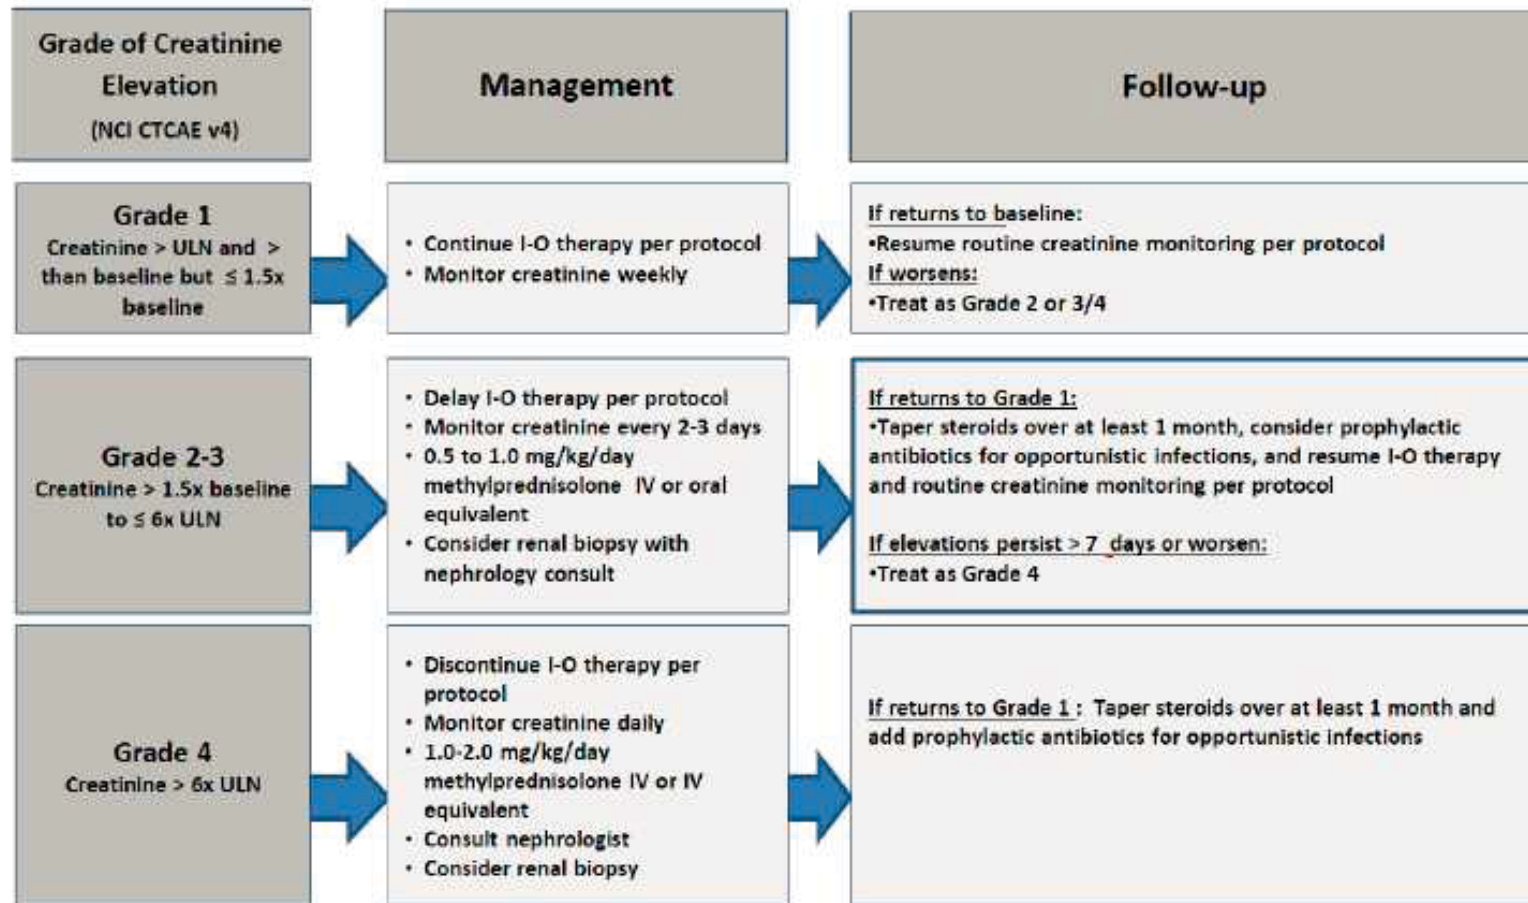 Grade of Creatinine
Elevation
(NCI CTCAE v4)
Management
Follow-up
Grade 1
Creatinine > ULN and >
than baseline but ≤ 1.5x
baseline
• Continue I-O therapy per protocol
• Monitor creatinine weekly
If returns to baseline:
•Resume routine creatinine monitoring per protocol
If worsens:
•Treat as Grade 2 or 3/4
Grade 2-3
Creatinine > 1.5x baseline
to ≤ 6x ULN
• Delay I-O therapy per protocol
• Monitor creatinine every 2-3 days
• 0.5 to 1.0 mg/kg/day
methylprednisolone IV or oral
equivalent
• Consider renal biopsy with
nephrology consult
If returns to Grade 1:
•Taper steroids over at least 1 month, consider prophylactic
antibiotics for opportunistic infections, and resume I-O therapy
and routine creatinine monitoring per protocol
If elevations persist > 7 days or worsen:
•Treat as Grade 4
Grade 4
Creatinine > 6x ULN
• Discontinue I-O therapy per
protocol
• Monitor creatinine daily
• 1.0-2.0 mg/kg/day
methylprednisolone IV or IV
equivalent
• Consult nephrologist
• Consider renal biopsy
If returns to Grade 1 : Taper steroids over at least 1 month and
add prophylactic antibiotics for opportunistic infections